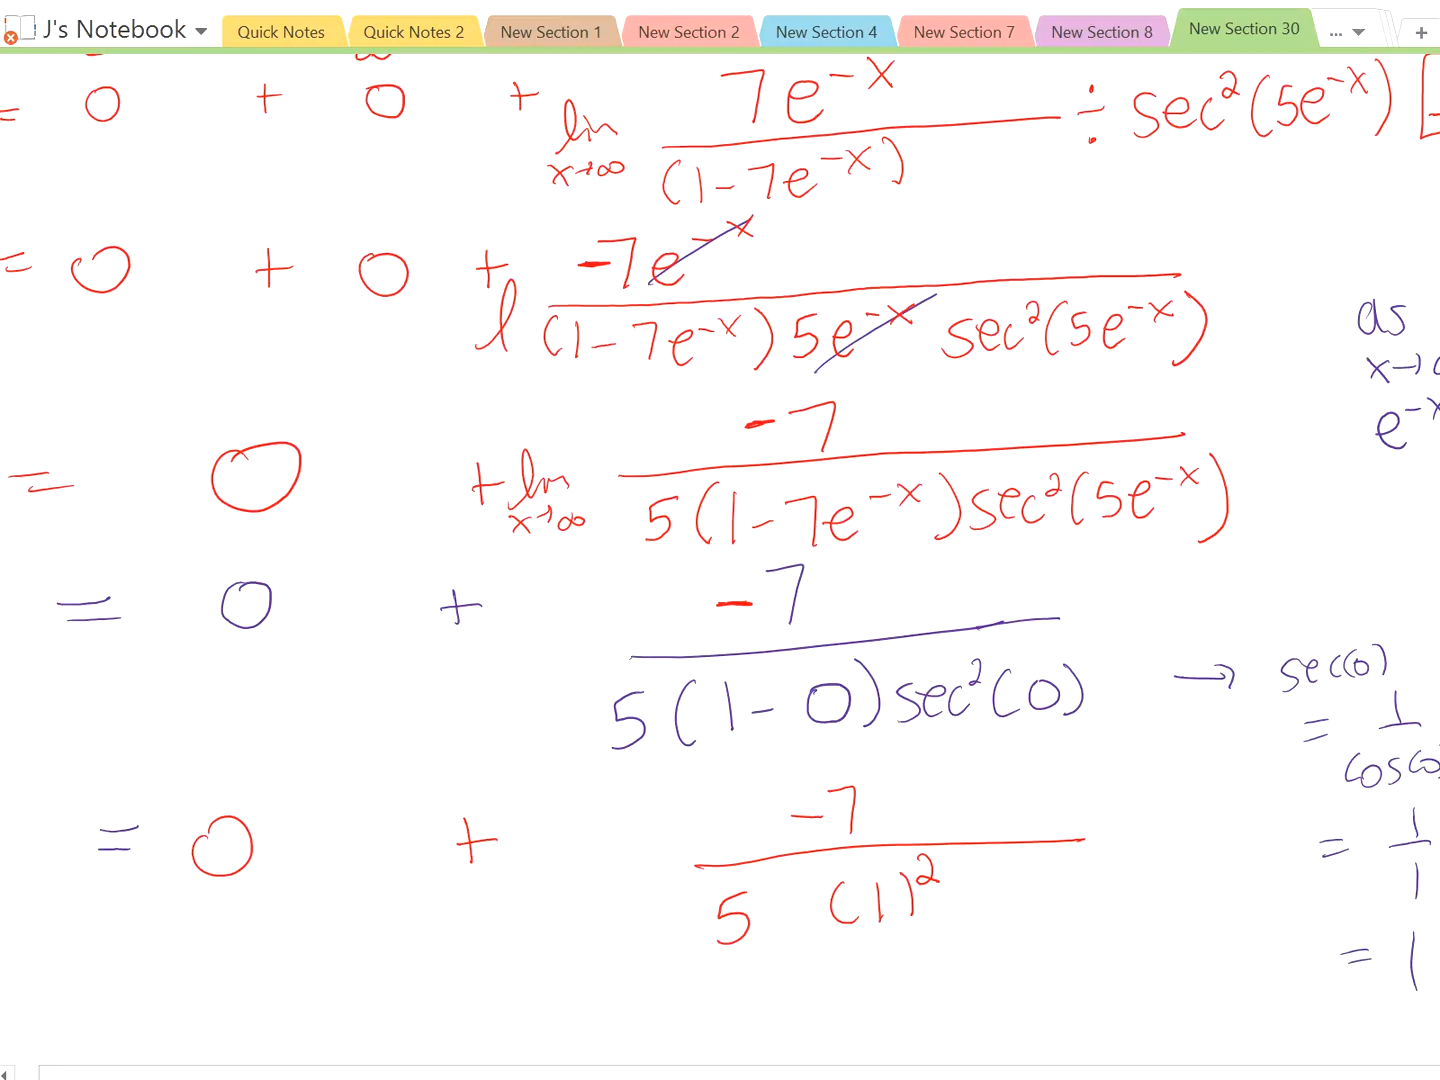 J's Notebook Quick Notes Quick Notes 2 New Section 1 New Section 2 New Section 4 New Section 7 New Section 8 New Section 30 ... +
= 0 + 0 + lim x→∞ 7e^-x / (1-7e^-x) ÷ sec²(5e^-x) [
= 0 + 0 + l -7e^-x / (1-7e^-x) 5e^-x sec²(5e^-x)
as
x→
e^-x
= 0 + lim x→∞ -7 / 5(1-7e^-x)sec²(5e^-x)
= 0 + -7 / 5(1-0)sec²(0) → sec(0)
= 1 / cos(0
= 0 + -7 / 5 (1)²
= 1 / 1
= 1